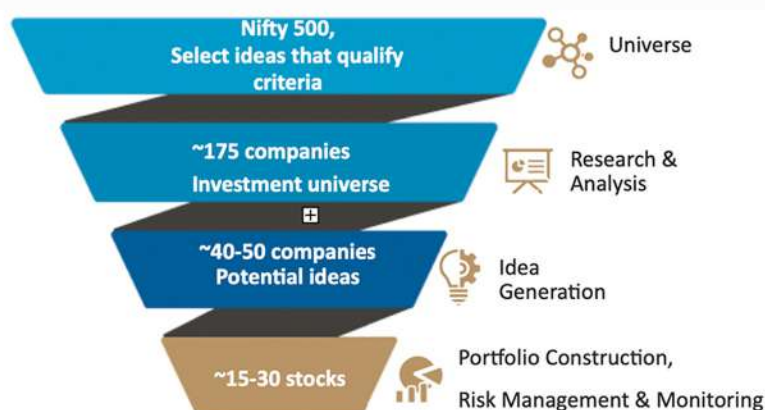 Nifty 500,
Select ideas that qualify
criteria
Universe
~175 companies
Investment universe
Research &
Analysis
~40-50 companies
Potential ideas
Idea
Generation
~15-30 stocks
Portfolio Construction,
Risk Management & Monitoring